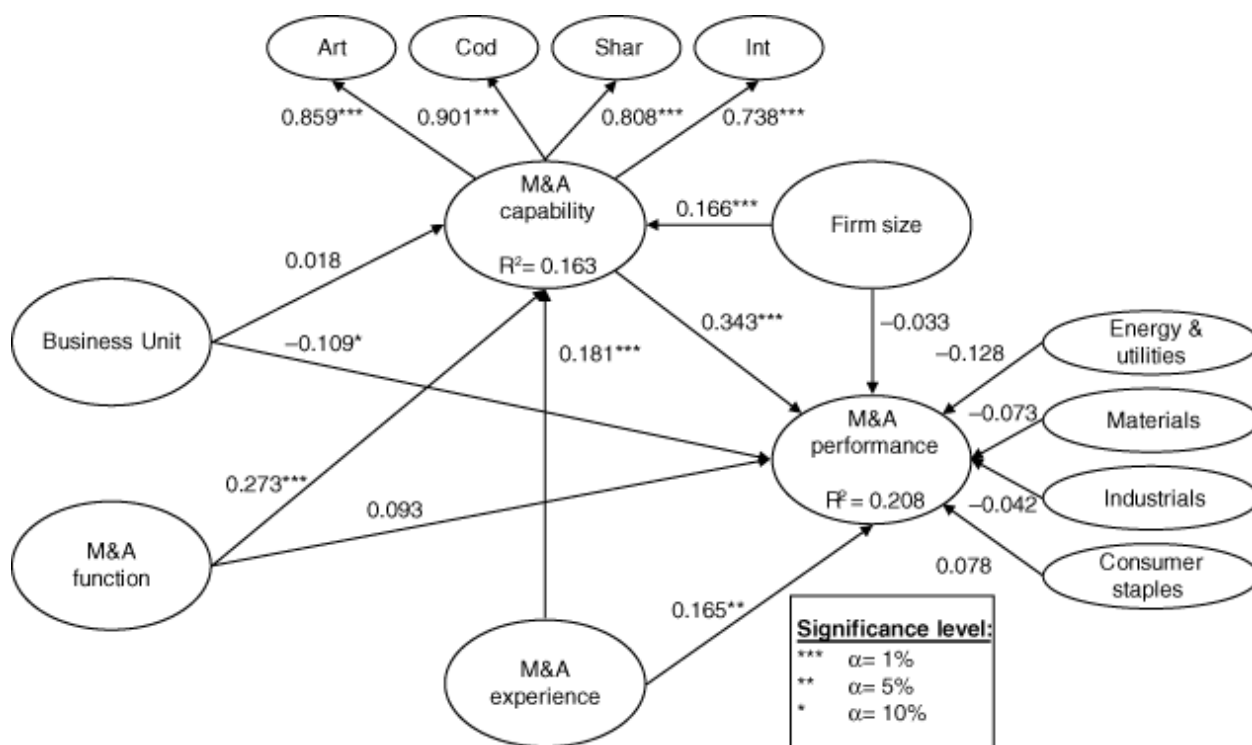 Art
Cod
Shar
Int
0.859***
0.901***
0.808***
0.738***
M&A
capability
R²= 0.163
0.166***
Firm size
0.018
Business Unit
−0.109*
0.181***
0.343***
−0.033
Energy &
utilities
−0.128
M&A
performance
R² = 0.208
−0.073
Materials
−0.042
Industrials
0.273***
0.093
M&A
function
0.078
Consumer
staples
0.165**
M&A
experience
Significance level:
*** α= 1%
** α= 5%
* α= 10%